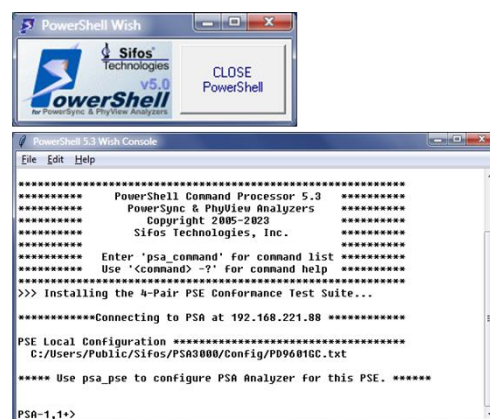 PowerShell Wish
Sifos
Technologies
v5.0
PowerShell
for PowerSync & PhyView Analyzers
CLOSE
PowerShell
PowerShell 5.3 Wish Console
File Edit Help
************************************************************
********** PowerShell Command Processor 5.3 **********
********** PowerSync & PhyView Analyzers **********
********** Copyright 2005-2023 **********
********** Sifos Technologies, Inc. **********
********** **********
********** Enter 'psa_command' for command list **********
********** Use '<command> -?' for command help **********
************************************************************
>>> Installing the 4-Pair PSE Conformance Test Suite...
************Connecting to PSA at 192.168.221.88 ************
PSE Local Configuration ************************************
C:/Users/Public/Sifos/PSA3000/Config/PD9601GC.txt
***** Use psa_pse to configure PSA Analyzer for this PSE. ******
PSA-1,1+>